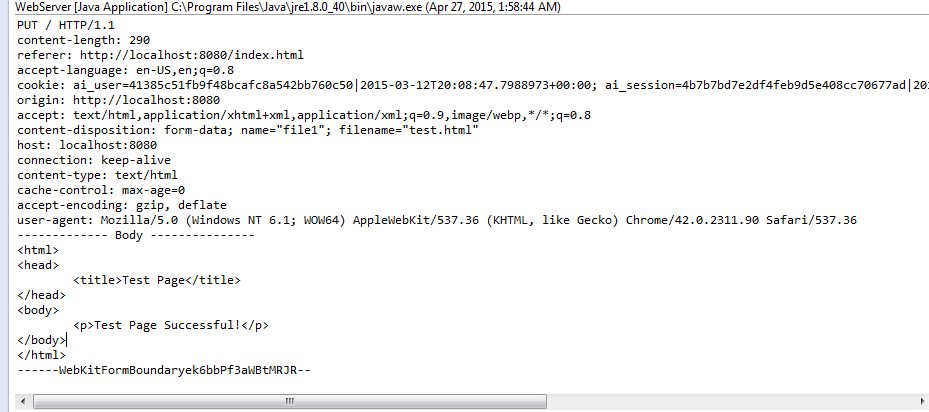 WebServer [Java Application] C:\Program Files\Java\jre1.8.0_40\bin\javaw.exe (Apr 27, 2015, 1:58:44 AM)
PUT / HTTP/1.1
content-length: 290
referer: http://localhost:8080/index.html
accept-language: en-US,en;q=0.8
cookie: ai_user=41385c51fb9f48bcafc8a542bb760c50|2015-03-12T20:08:47.7988973+00:00; ai_session=4b7b7bd7e2df4feb9d5e408cc70677ad|201
origin: http://localhost:8080
accept: text/html,application/xhtml+xml,application/xml;q=0.9,image/webp,*/*;q=0.8
content-disposition: form-data; name="file1"; filename="test.html"
host: localhost:8080
connection: keep-alive
content-type: text/html
cache-control: max-age=0
accept-encoding: gzip, deflate
user-agent: Mozilla/5.0 (Windows NT 6.1; WOW64) AppleWebKit/537.36 (KHTML, like Gecko) Chrome/42.0.2311.90 Safari/537.36
------------- Body ---------------
<html>
<head>
	<title>Test Page</title>
</head>
<body>
	<p>Test Page Successful!</p>
</body>
</html>
------WebKitFormBoundaryek6bbPf3aWBtMRJR--